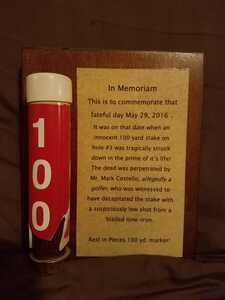 100
In Memoriam
This is to commemorate that
fateful day May 29, 2016 .
It was on that date when an
innocent 100 yard stake on
hole #3 was tragically struck
down in the prime of it's life!
The dead was perpetrated by
Mr. Mark Costello, allegedly a
golfer, who was witnessed to
have decapitated the stake with
a suspiciously low shot from a
bladed nine-iron.
Rest in Pieces 100 yd. marker!